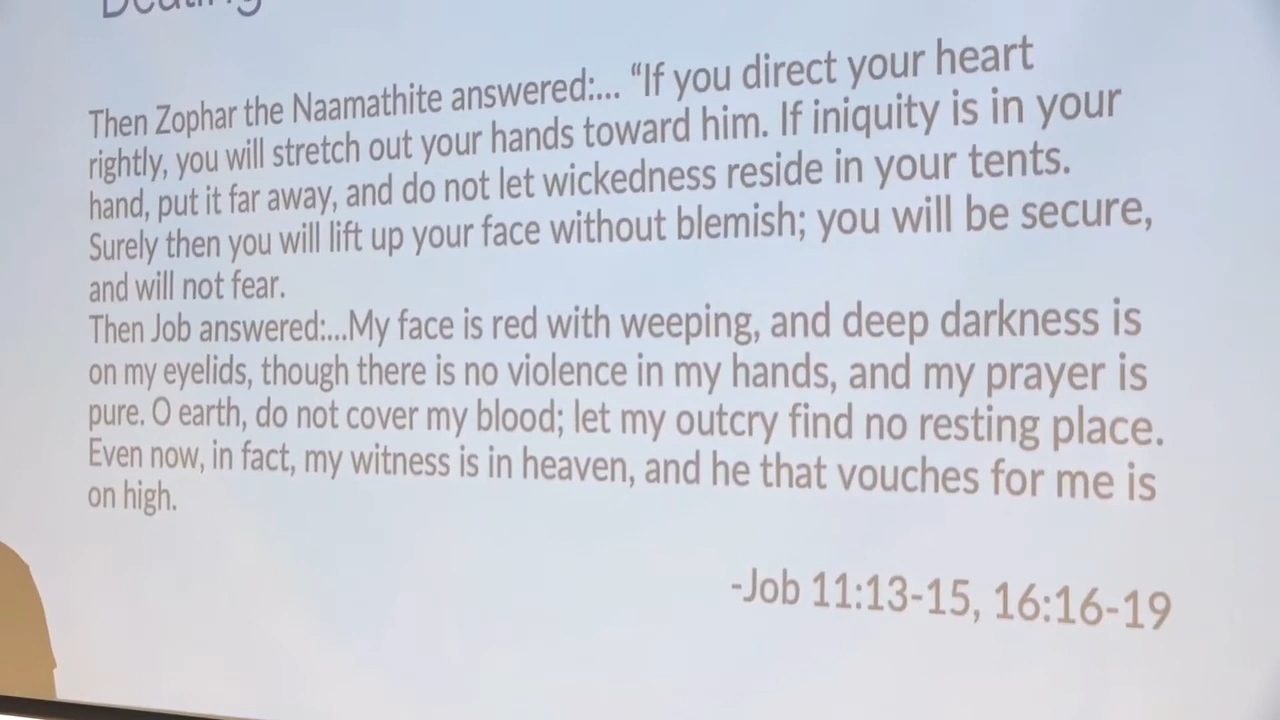 Then Zophar the Naamathite answered:... “If you direct your heart
rightly, you will stretch out your hands toward him. If iniquity is in your
hand, put it far away, and do not let wickedness reside in your tents.
Surely then you will lift up your face without blemish; you will be secure,
and will not fear.
Then Job answered:...My face is red with weeping, and deep darkness is
on my eyelids, though there is no violence in my hands, and my prayer is
pure. O earth, do not cover my blood; let my outcry find no resting place.
Even now, in fact, my witness is in heaven, and he that vouches for me is
on high.
-Job 11:13-15, 16:16-19